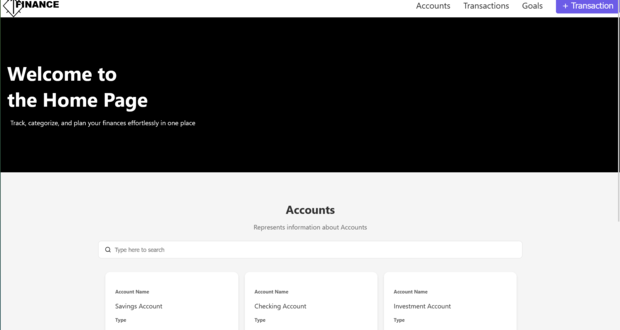 FINANCE
Accounts Transactions Goals + Transaction
Welcome to
the Home Page
Track, categorize, and plan your finances effortlessly in one place
Accounts
Represents information about Accounts
Type here to search
Account Name Account Name Account Name
Savings Account Checking Account Investment Account
Type Type Type